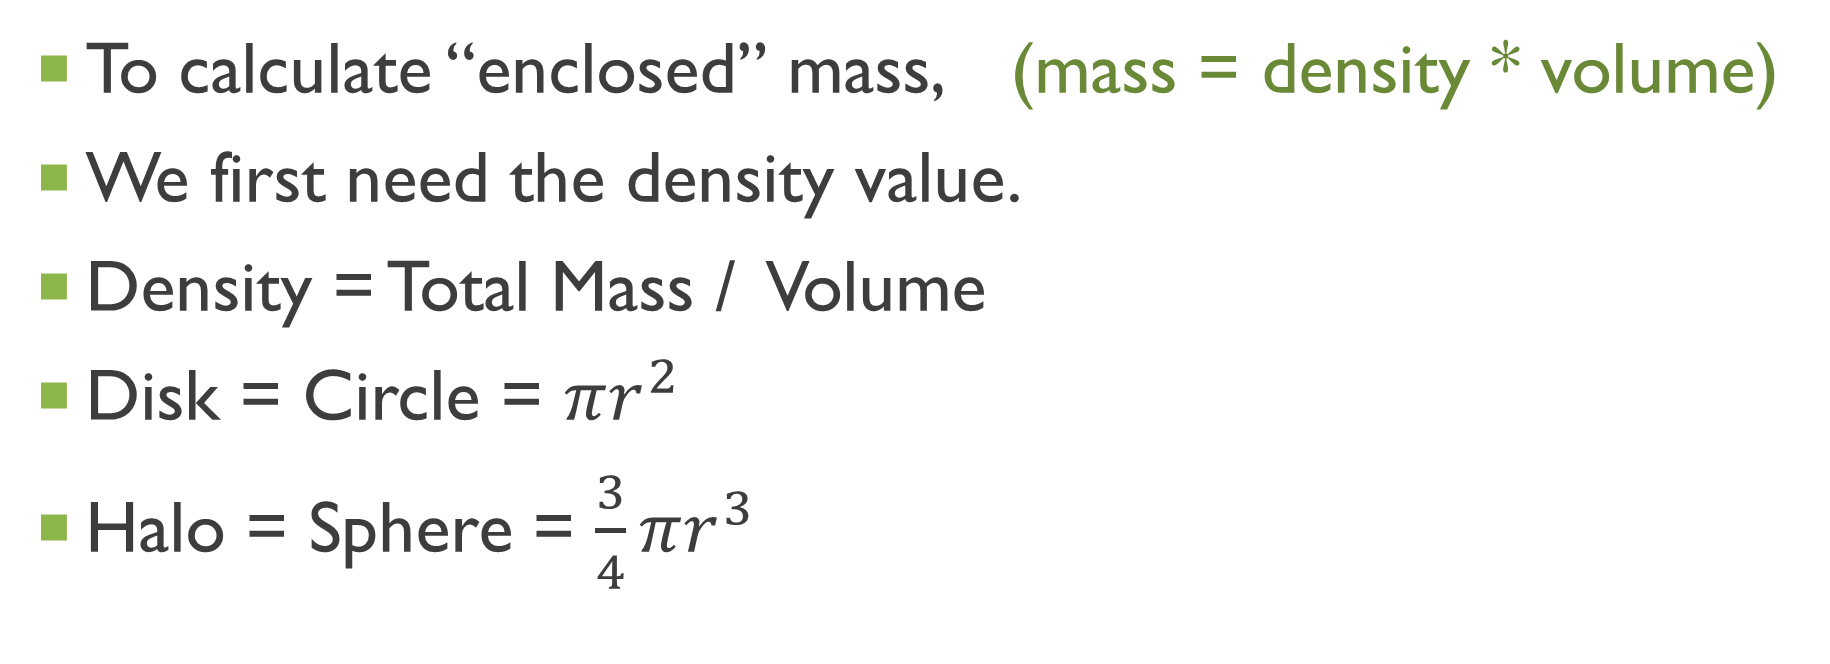 ▪ To calculate “enclosed” mass, (mass = density * volume)
▪ We first need the density value.
▪ Density = Total Mass / Volume
▪ Disk = Circle = πr²
▪ Halo = Sphere = 3/4 πr³